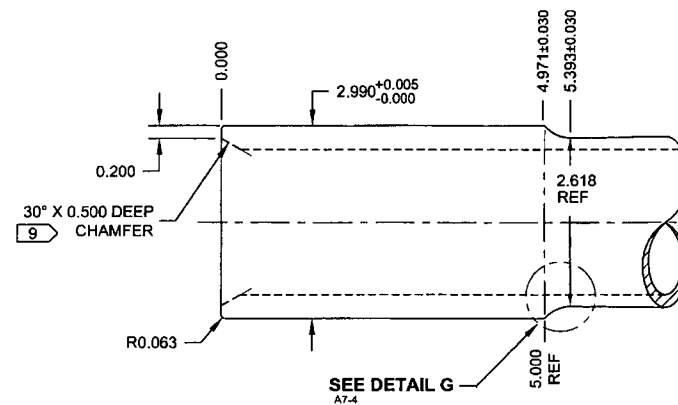 0.000
2.990+0.005
-0.000
4.971±0.030
5.393±0.030
0.200
30° X 0.500 DEEP
9 CHAMFER
2.618
REF
R0.063
SEE DETAIL G
A7-4
5.000
REF